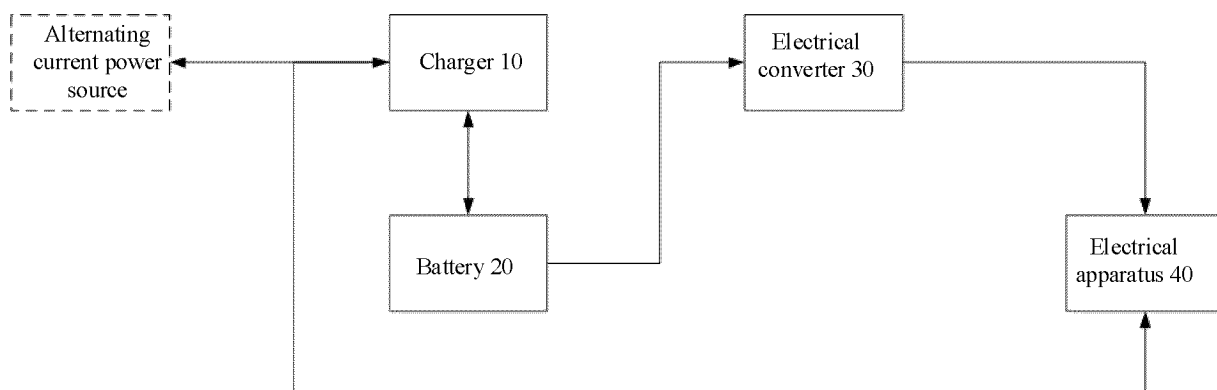 Alternating
current power
source
Charger 10
Electrical
converter 30
Battery 20
Electrical
apparatus 40